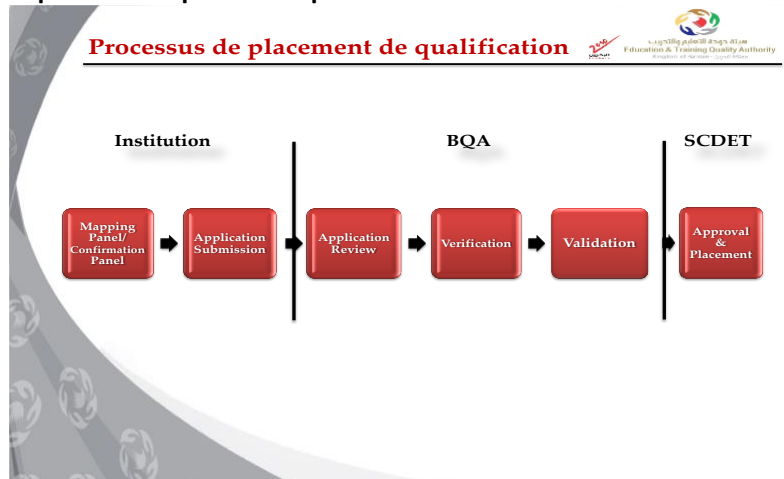 Processus de placement de qualification
Education & Training Quality Authority
Institution
BQA
SCDET
Mapping
Panel/
Confirmation
Panel
Application
Submission
Application
Review
Verification
Validation
Approval
&
Placement